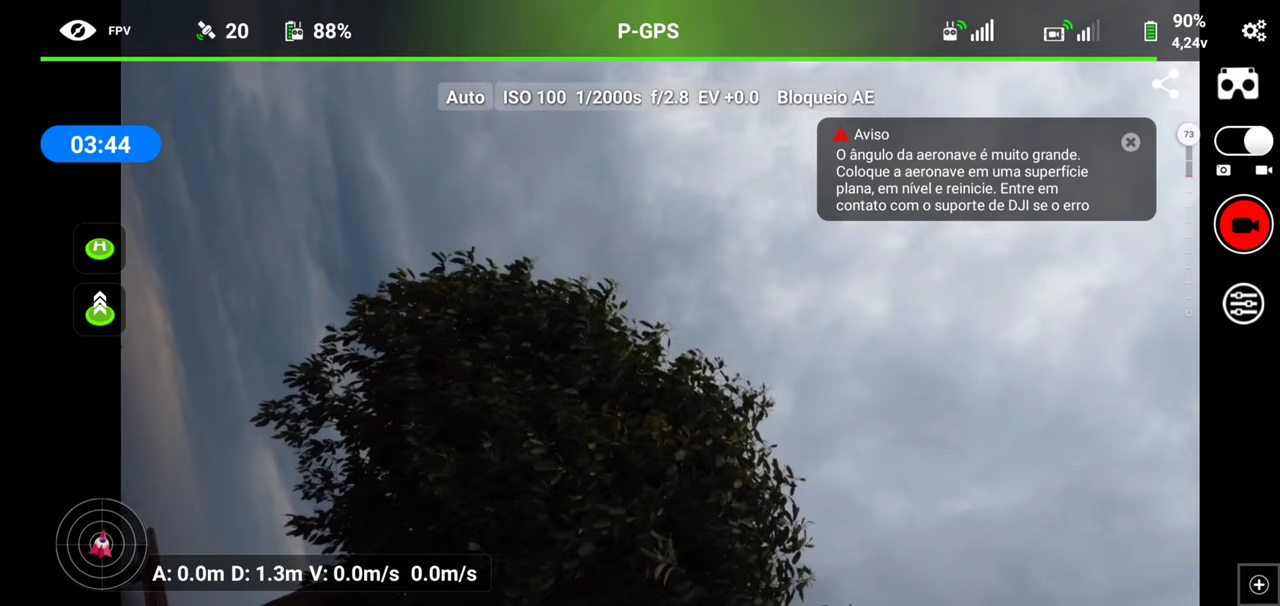 FPV
20
88%
P-GPS
90%
4,24v
Auto ISO 100 1/2000s f/2.8 EV +0.0 Bloqueio AE
03:44
Aviso
O ângulo da aeronave é muito grande.
Coloque a aeronave em uma superfície
plana, em nível e reinicie. Entre em
contato com o suporte de DJI se o erro
73
H
A: 0.0m D: 1.3m V: 0.0m/s 0.0m/s